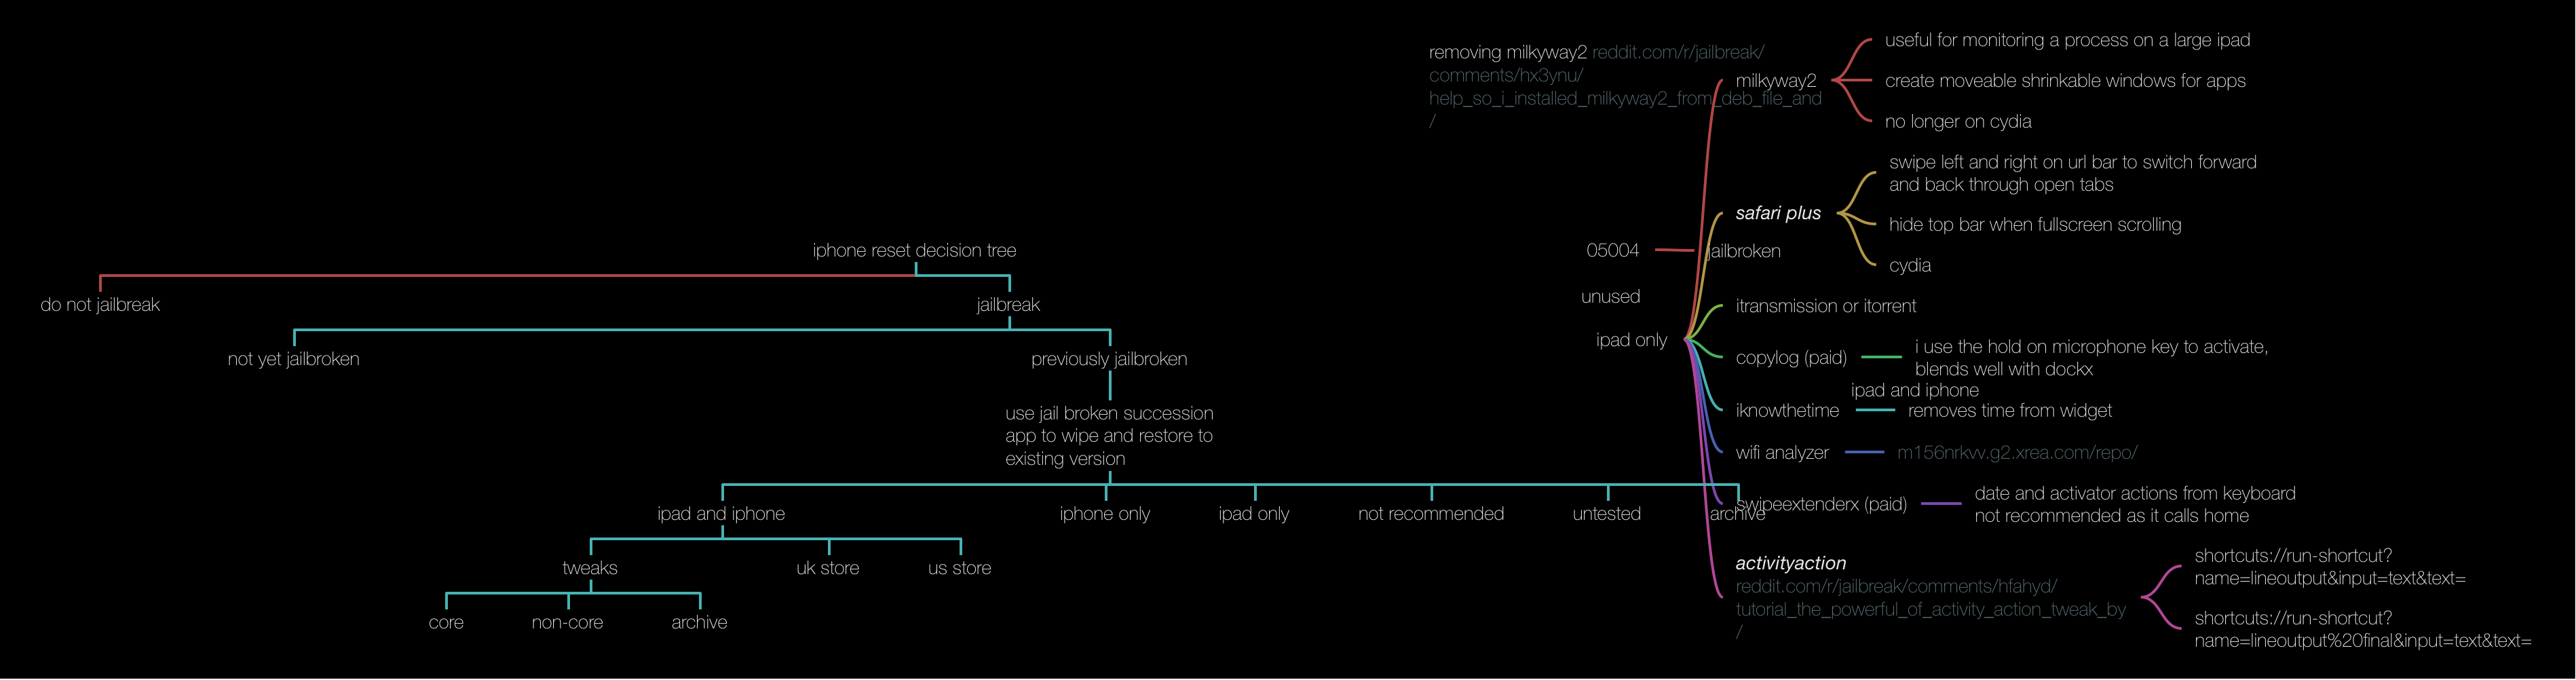 removing milkyway2 reddit.com/r/jailbreak/
comments/hx3ynu/
help_so_i_installed_milkyway2_from_deb_file_and
/
milkyway2
useful for monitoring a process on a large ipad
create moveable shrinkable windows for apps
no longer on cydia
safari plus
swipe left and right on url bar to switch forward
and back through open tabs
hide top bar when fullscreen scrolling
cydia
05004
jailbroken
unused
ipad only
itransmission or itorrent
copylog (paid)
i use the hold on microphone key to activate,
blends well with dockx
ipad and iphone
iknowthetime
removes time from widget
wifi analyzer
m156nrkvv.g2.xrea.com/repo/
swipeextenderx (paid)
date and activator actions from keyboard
not recommended as it calls home
activityaction
reddit.com/r/jailbreak/comments/hfahyd/
tutorial_the_powerful_of_activity_action_tweak_by
/
shortcuts://run-shortcut?
name=lineoutput&input=text&text=
shortcuts://run-shortcut?
name=lineoutput%20final&input=text&text=
iphone reset decision tree
do not jailbreak
jailbreak
not yet jailbroken
previously jailbroken
use jail broken succession
app to wipe and restore to
existing version
ipad and iphone
iphone only
ipad only
not recommended
untested
archive
tweaks
uk store
us store
core
non-core
archive